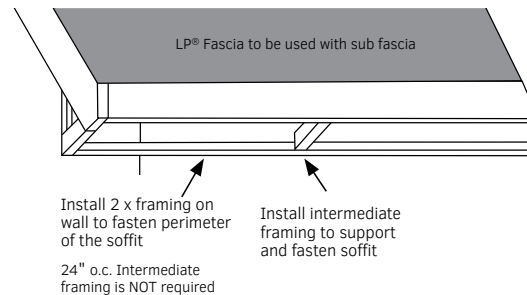 LP® Fascia to be used with sub fascia
Install 2 x framing on
wall to fasten perimeter
of the soffit
24" o.c. Intermediate
framing is NOT required
Install intermediate
framing to support
and fasten soffit